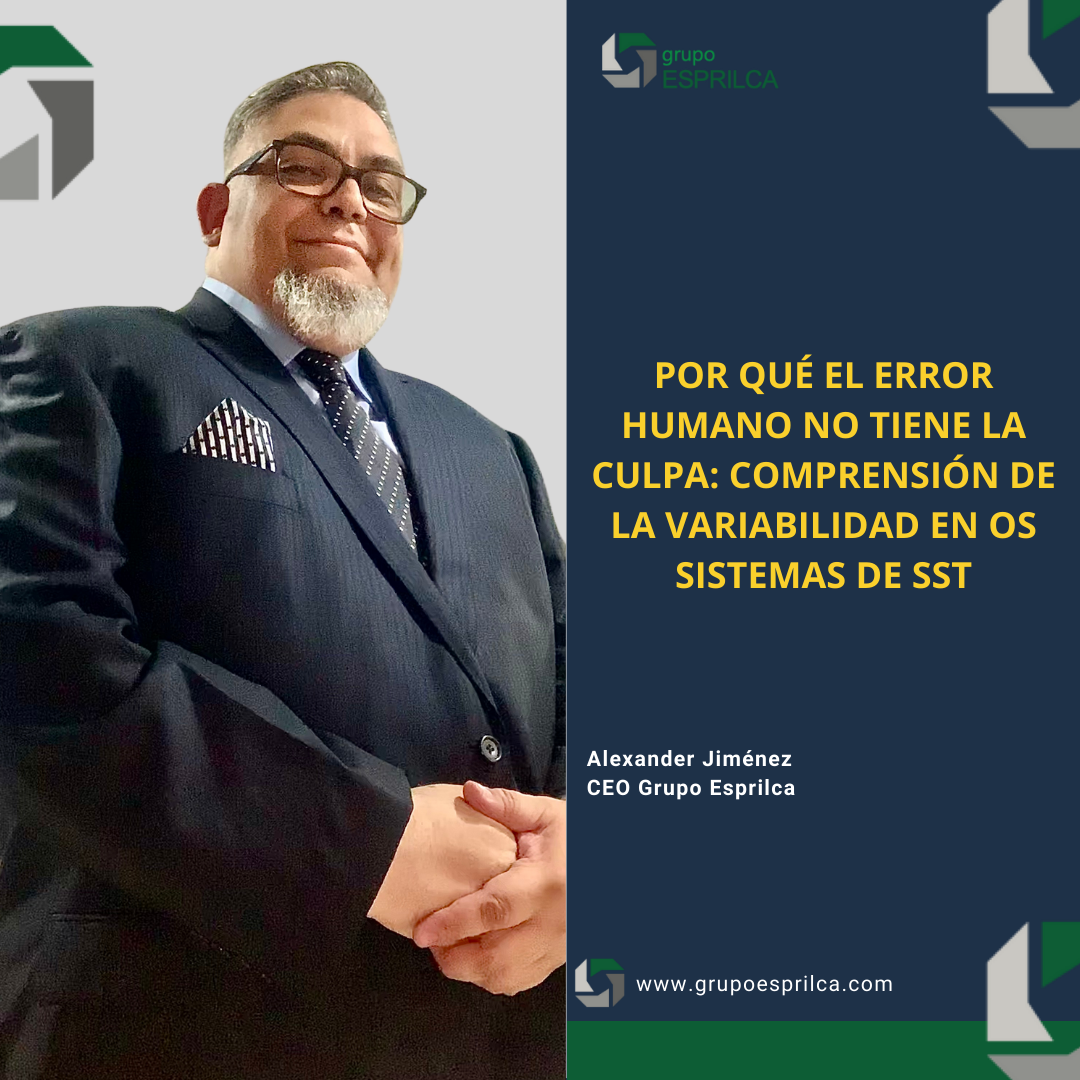 grupo
ESPRILCA
POR QUÉ EL ERROR
HUMANO NO TIENE LA
CULPA: COMPRENSIÓN DE
LA VARIABILIDAD EN OS
SISTEMAS DE SST
Alexander Jiménez
CEO Grupo Esprilca
www.grupoesprilca.com